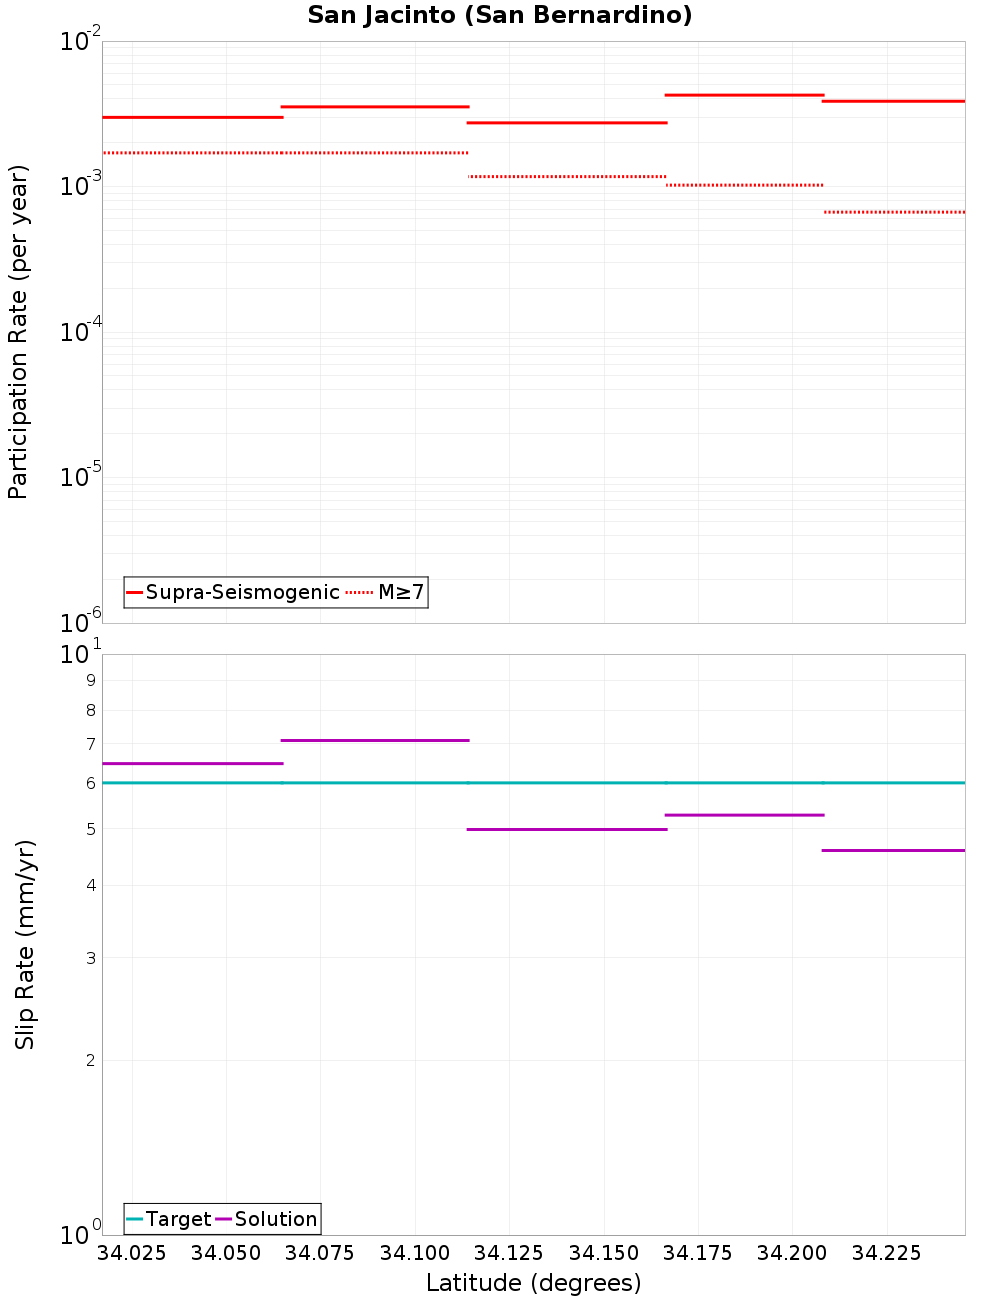 San Jacinto (San Bernardino)
10-2
10-3
10-4
10-5
10-6
Participation Rate (per year)
Supra-Seismogenic M≥7
101
9
8
7
6
5
4
3
2
100
Slip Rate (mm/yr)
Target Solution
34.025 34.050 34.075 34.100 34.125 34.150 34.175 34.200 34.225
Latitude (degrees)